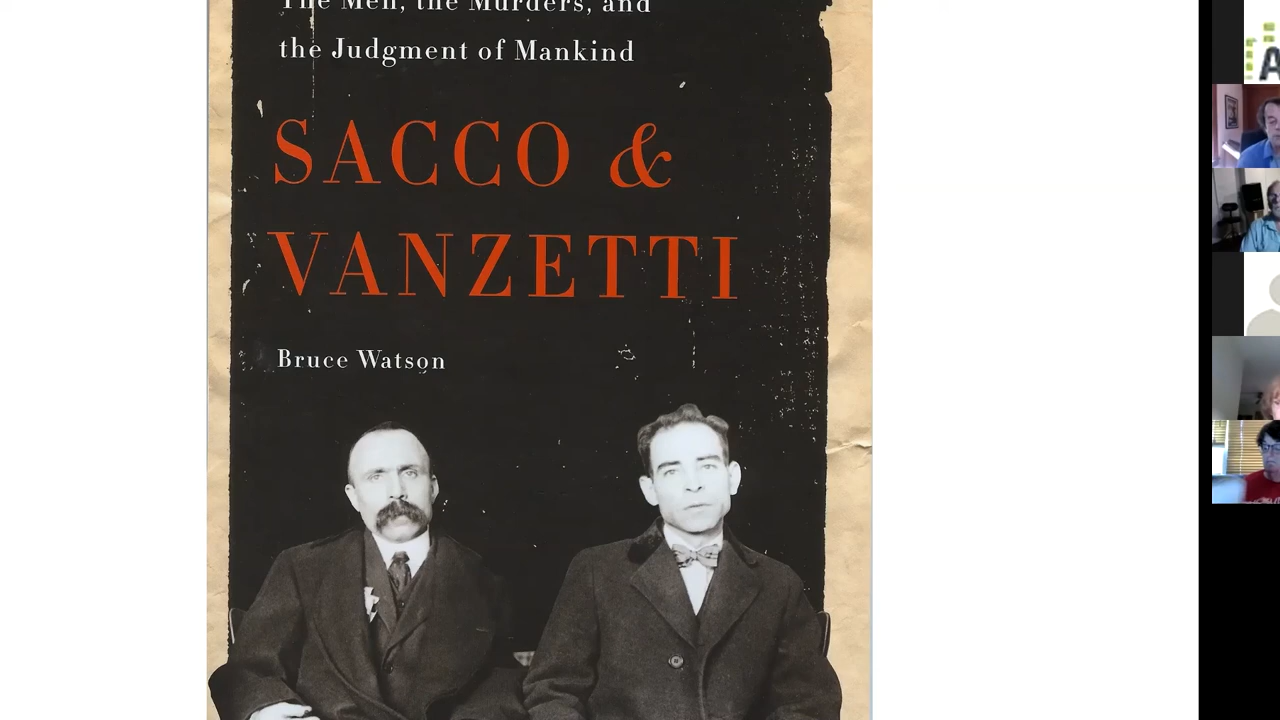 The Men, the Murders, and
the Judgment of Mankind
SACCO &
VANZETTI
Bruce Watson